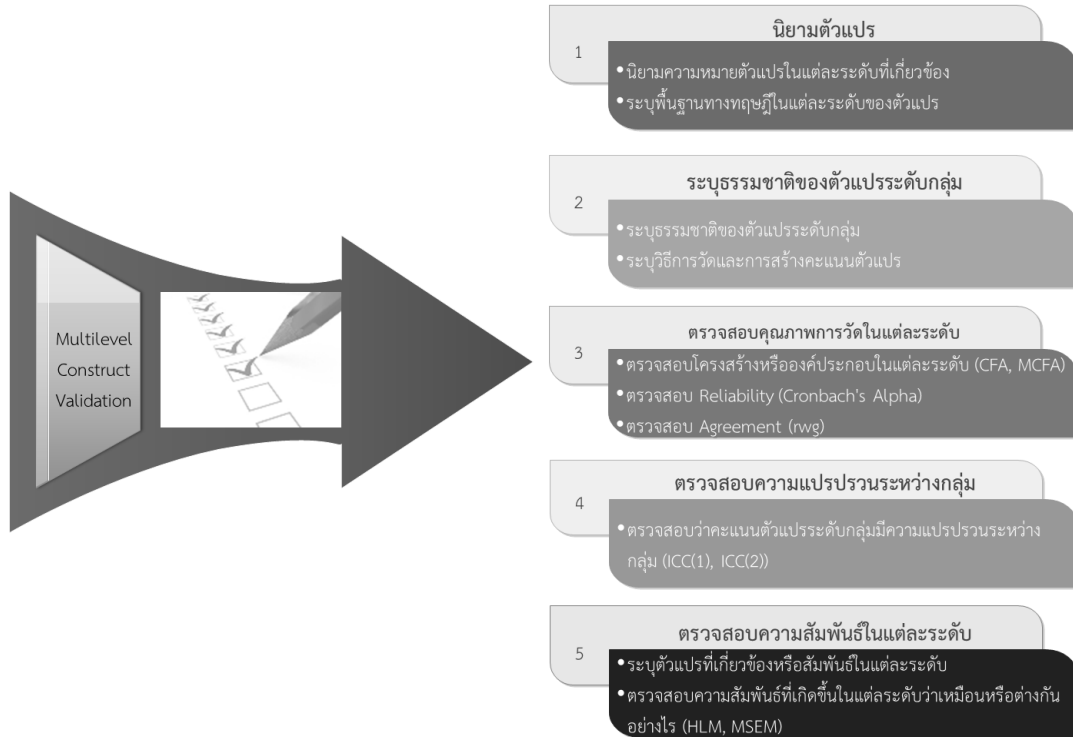 Multilevel
Construct
Validation
1
นิยามตัวแปร
•นิยามความหมายตัวแปรในแต่ละระดับที่เกี่ยวข้อง
•ระบุพื้นฐานทางทฤษฎีในแต่ละระดับของตัวแปร
2
ระบุธรรมชาติของตัวแปรระดับกลุ่ม
•ระบุธรรมชาติของตัวแปรระดับกลุ่ม
•ระบุวิธีการวัดและการสร้างคะแนนตัวแปร
3
ตรวจสอบคุณภาพการวัดในแต่ละระดับ
•ตรวจสอบโครงสร้างหรือองค์ประกอบในแต่ละระดับ (CFA, MCFA)
•ตรวจสอบ Reliability (Cronbach's Alpha)
•ตรวจสอบ Agreement (rwg)
4
ตรวจสอบความแปรปรวนระหว่างกลุ่ม
•ตรวจสอบว่าคะแนนตัวแปรระดับกลุ่มมีความแปรปรวนระหว่าง
กลุ่ม (ICC(1), ICC(2))
5
ตรวจสอบความสัมพันธ์ในแต่ละระดับ
•ระบุตัวแปรที่เกี่ยวข้องหรือสัมพันธ์ในแต่ละระดับ
•ตรวจสอบความสัมพันธ์ที่เกิดขึ้นในแต่ละระดับว่าเหมือนหรือต่างกัน
อย่างไร (HLM, MSEM)